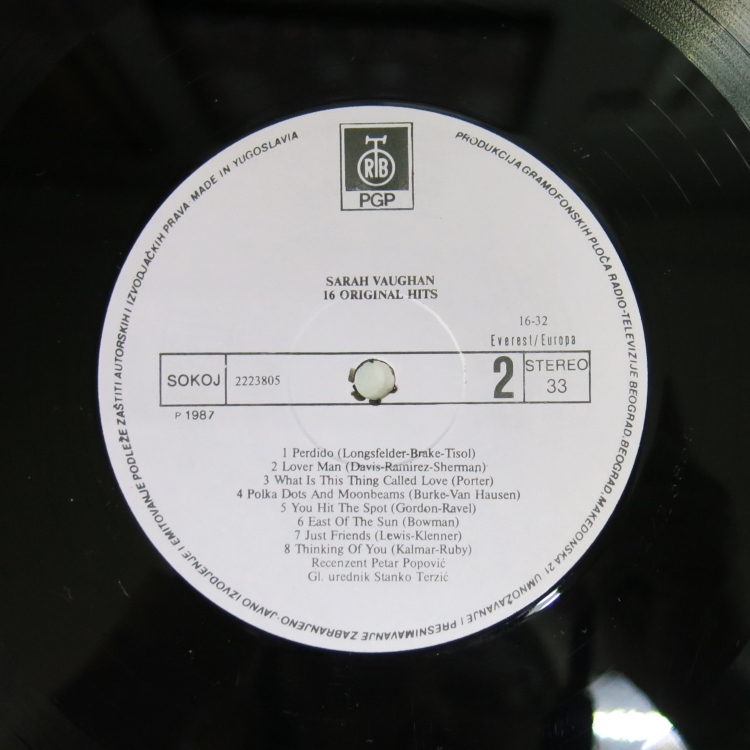 RTB
PGP
PRODUKCIJA GRAMOFONSKIH PLOČA RADIO-TELEVIZIJE BEOGRAD, BEOGRAD, MAKEDONSKA 21 UMNOŽAVANJE I PRESNIMAVANJE ZABRANJENO·JAVNO IZVODJENJE I EMITOVANJE PODLEŽE ZAŠTITI AUTORSKIH I IZVODJAČKIH PRAVA·MADE IN YUGOSLAVIA
SARAH VAUGHAN
16 ORIGINAL HITS
16-32
Everest/Europa
SOKOJ 2223805 2 STEREO 33
P 1987
1 Perdido (Longsfelder-Brake-Tisol)
2 Lover Man (Davis-Ramirez-Sherman)
3 What Is This Thing Called Love (Porter)
4 Polka Dots And Moonbeams (Burke-Van Hausen)
5 You Hit The Spot (Gordon-Ravel)
6 East Of The Sun (Bowman)
7 Just Friends (Lewis-Klenner)
8 Thinking Of You (Kalmar-Ruby)
Recenzent Petar Popović
Gl. urednik Stanko Terzić